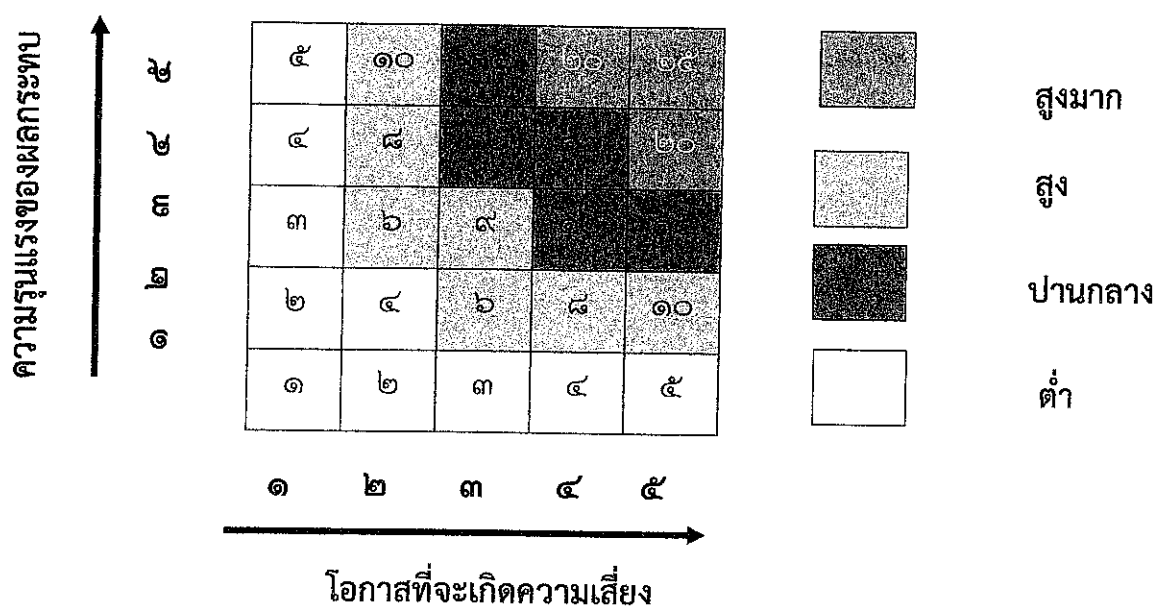 ความรุนแรงของผลกระทบ
๕
๔
๓
๒
๑
๕ ๑๐ ๒๐ ๒๕
๔ ๘ ๒๐
๓ ๖ ๙
๒ ๔ ๖ ๘ ๑๐
๑ ๒ ๓ ๔ ๕
๑ ๒ ๓ ๔ ๕
โอกาสที่จะเกิดความเสี่ยง
สูงมาก
สูง
ปานกลาง
ต่ำ